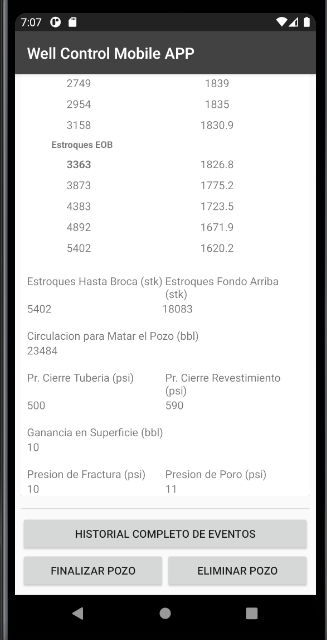 7:07
Well Control Mobile APP
2749 1839
2954 1835
3158 1830.9
Estroques EOB
3363 1826.8
3873 1775.2
4383 1723.5
4892 1671.9
5402 1620.2
Estroques Hasta Broca (stk) Estroques Fondo Arriba
(stk)
5402 18083
Circulacion para Matar el Pozo (bbl)
23484
Pr. Cierre Tuberia (psi) Pr. Cierre Revestimiento
(psi)
500 590
Ganancia en Superficie (bbl)
10
Presion de Fractura (psi) Presion de Poro (psi)
10 11
HISTORIAL COMPLETO DE EVENTOS
FINALIZAR POZO ELIMINAR POZO